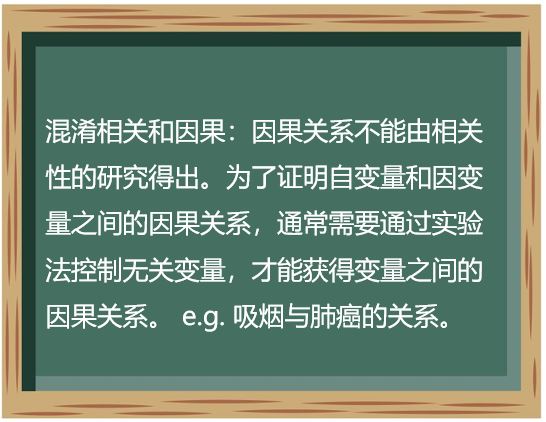 混淆相关和因果：因果关系不能由相关
性的研究得出。为了证明自变量和因变
量之间的因果关系，通常需要通过实验
法控制无关变量，才能获得变量之间的
因果关系。 e.g. 吸烟与肺癌的关系。